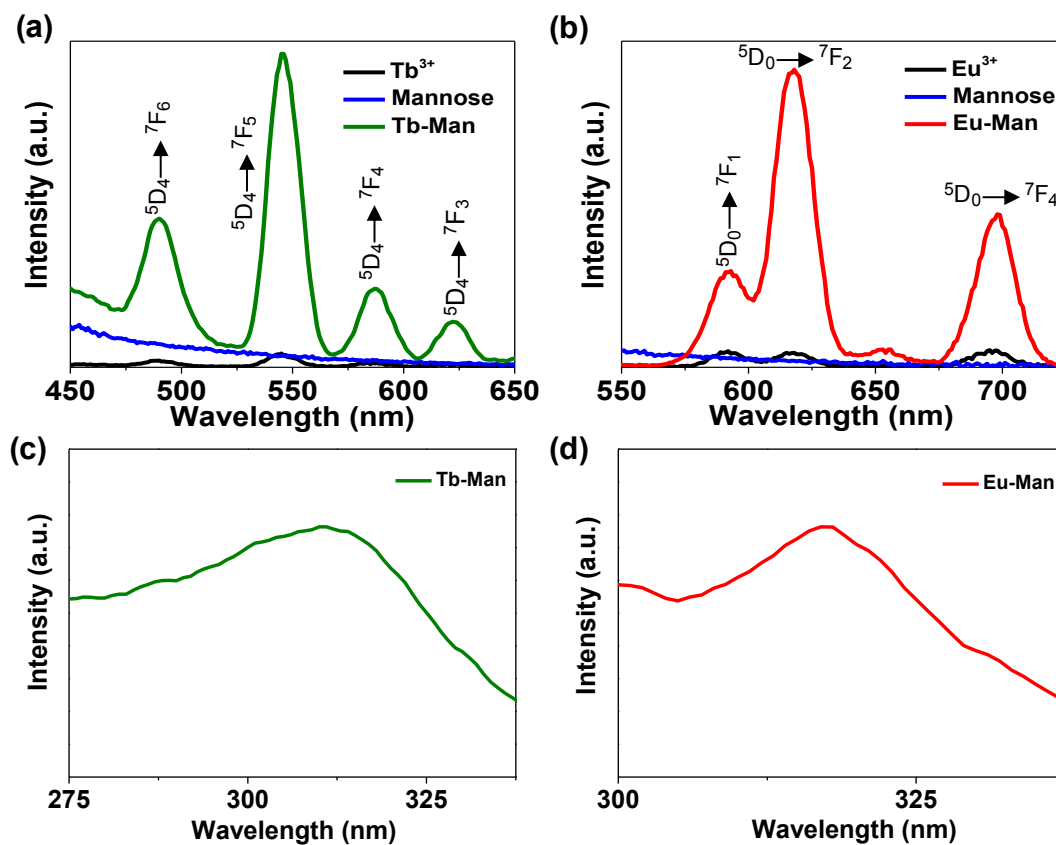 (a)
Tb³⁺
Mannose
Tb-Man
⁵D₄→⁷F₆
⁵D₄→⁷F₅
⁵D₄→⁷F₄
⁵D₄→⁷F₃
Intensity (a.u.)
450 500 550 600 650
Wavelength (nm)
(b)
⁵D₀→⁷F₂
Eu³⁺
Mannose
Eu-Man
⁵D₀→⁷F₁
⁵D₀→⁷F₄
Intensity (a.u.)
550 600 650 700
Wavelength (nm)
(c)
Tb-Man
Intensity (a.u.)
275 300 325
Wavelength (nm)
(d)
Eu-Man
Intensity (a.u.)
300 325
Wavelength (nm)